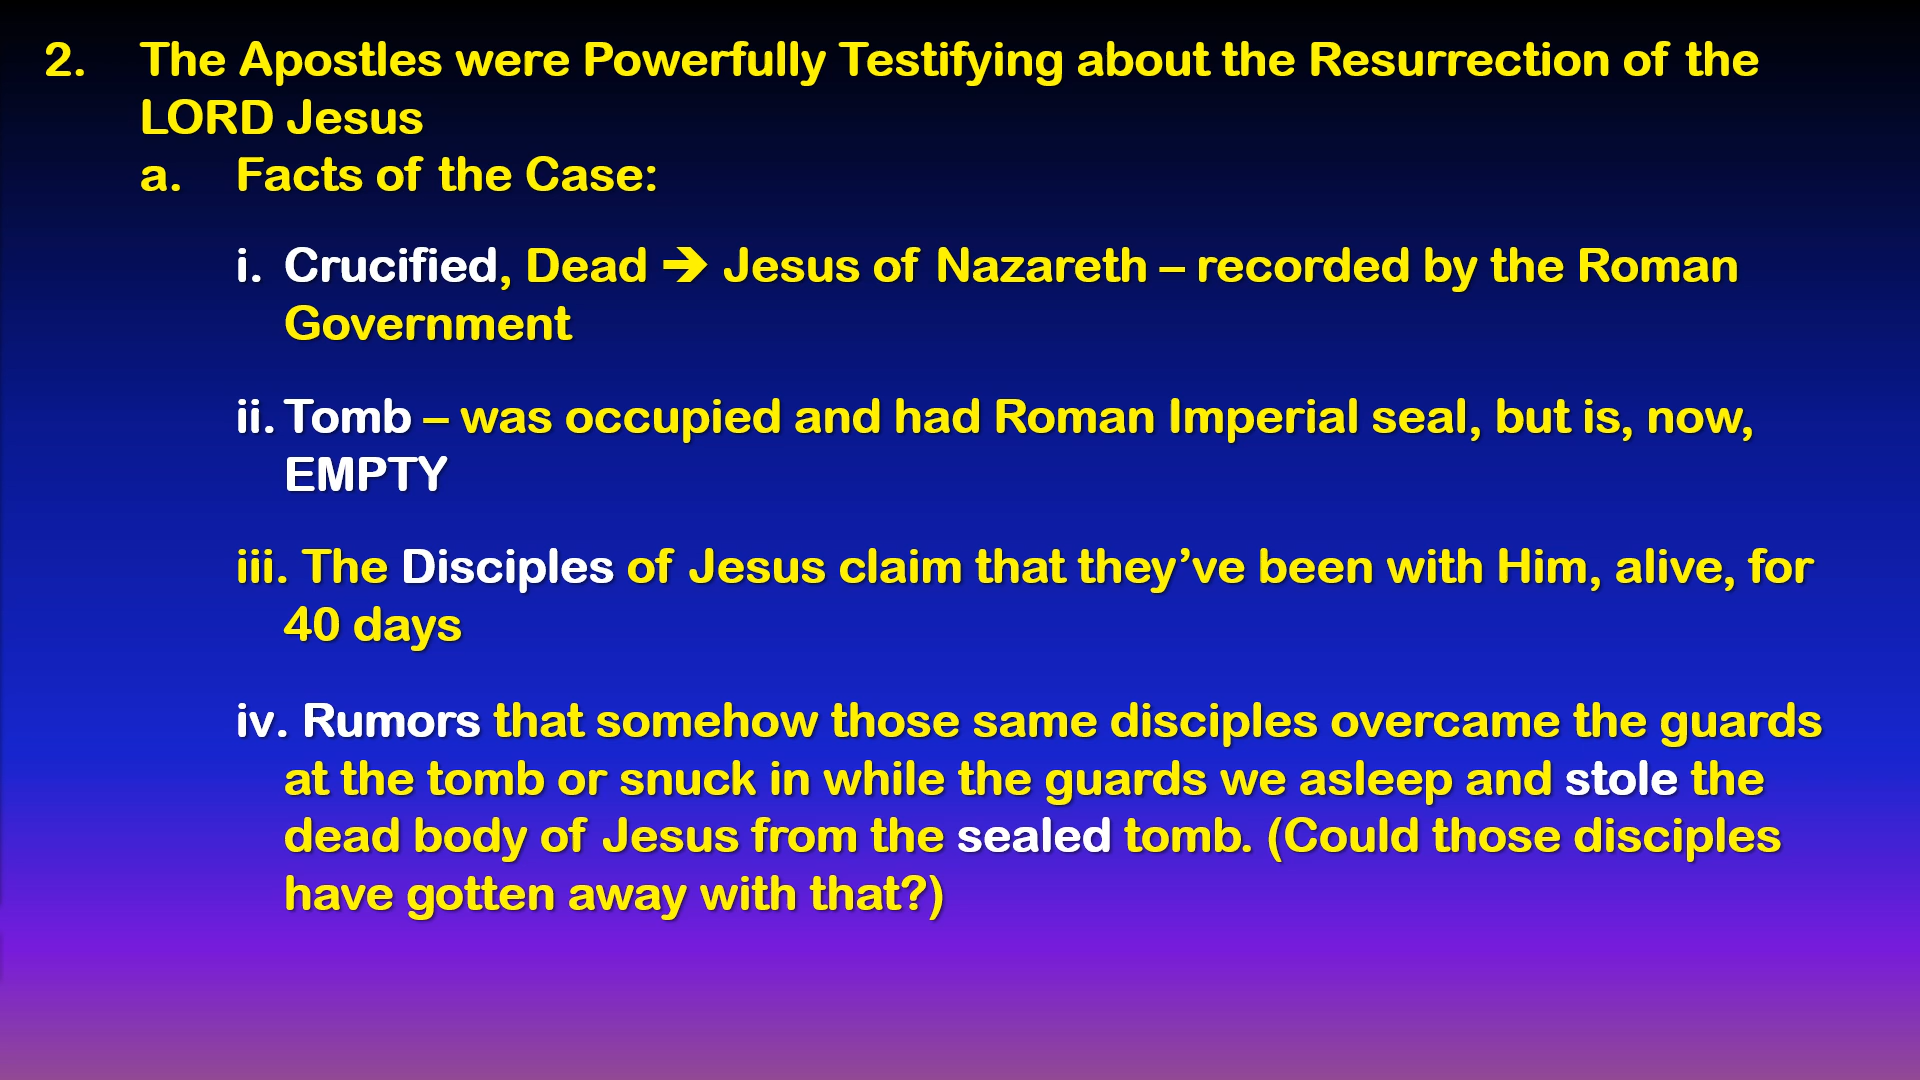 2. The Apostles were Powerfully Testifying about the Resurrection of the
LORD Jesus
a. Facts of the Case:
i. Crucified, Dead ➔ Jesus of Nazareth – recorded by the Roman
Government
ii. Tomb – was occupied and had Roman Imperial seal, but is, now,
EMPTY
iii. The Disciples of Jesus claim that they’ve been with Him, alive, for
40 days
iv. Rumors that somehow those same disciples overcame the guards
at the tomb or snuck in while the guards we asleep and stole the
dead body of Jesus from the sealed tomb. (Could those disciples
have gotten away with that?)